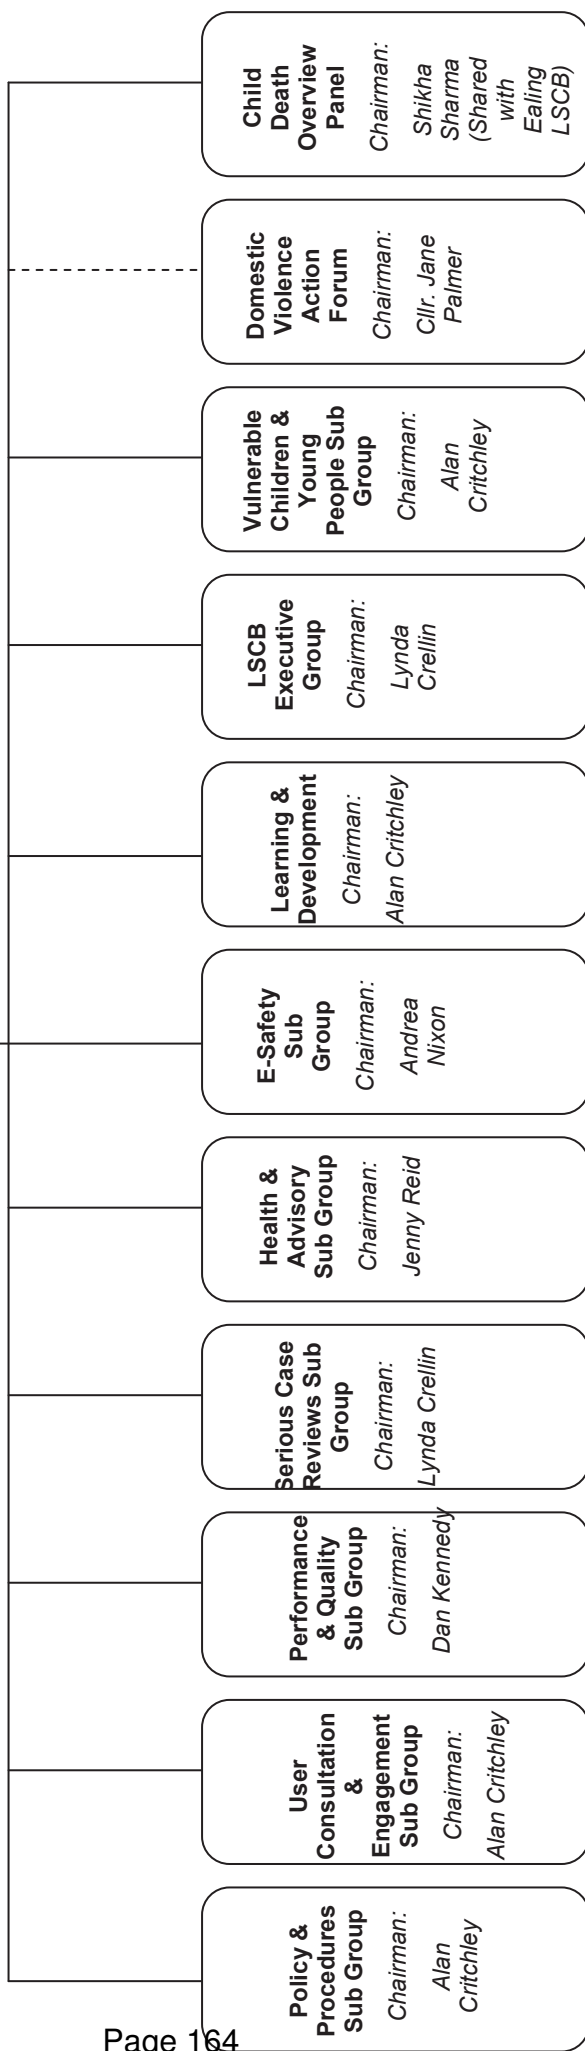 Policy &
Procedures
Sub Group
Chairman:
Alan
Critchley
User
Consultation
&
Engagement
Sub Group
Chairman:
Alan Critchley
Performance
& Quality
Sub Group
Chairman:
Dan Kennedy
Serious Case
Reviews Sub
Group
Chairman:
Lynda Crellin
Health &
Advisory
Sub Group
Chairman:
Jenny Reid
E-Safety
Sub
Group
Chairman:
Andrea
Nixon
Learning &
Development
Chairman:
Alan Critchley
LSCB
Executive
Group
Chairman:
Lynda
Crellin
Vulnerable
Children &
Young
People Sub
Group
Chairman:
Alan
Critchley
Domestic
Violence
Action
Forum
Chairman:
Cllr. Jane
Palmer
Child
Death
Overview
Panel
Chairman:
Shikha
Sharma
(Shared
with
Ealing
LSCB)
Page 164